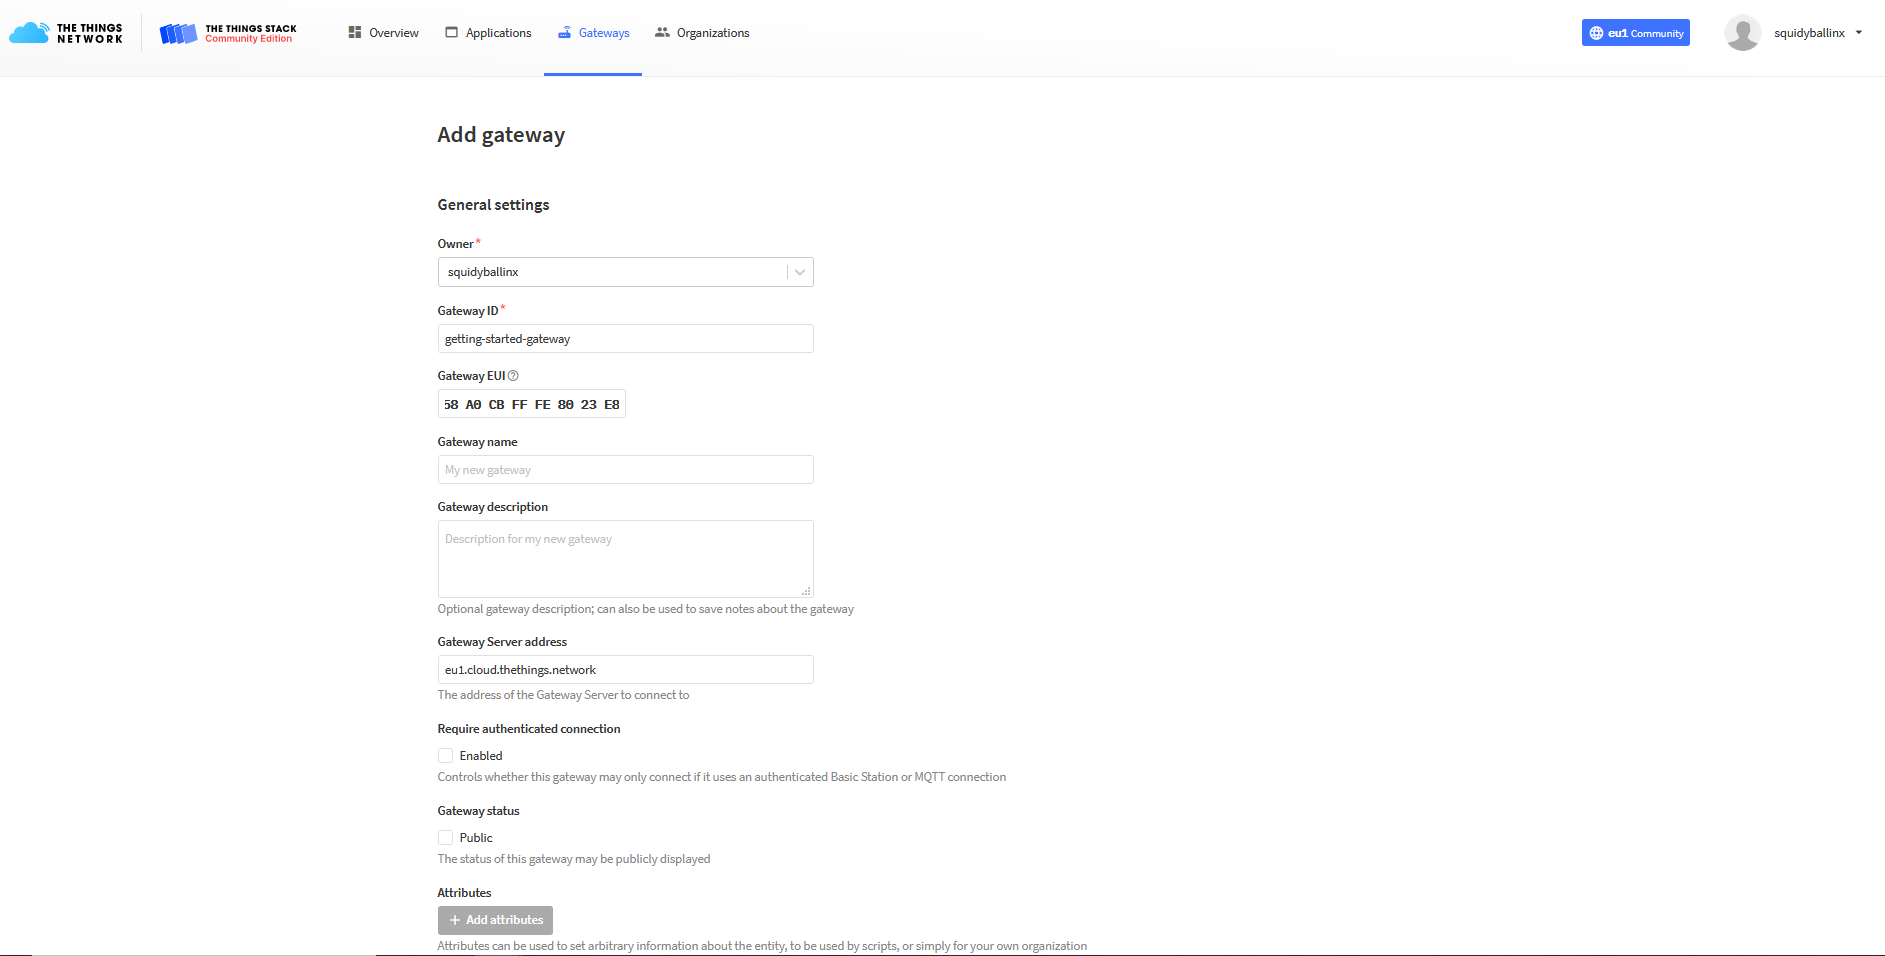 THE THINGS
NETWORK
THE THINGS STACK
Community Edition
Overview
Applications
Gateways
Organizations
eu1 Community
squidyballinx
Add gateway
General settings
Owner*
squidyballinx
Gateway ID*
getting-started-gateway
Gateway EUI
58 A0 CB FF FE 80 23 E8
Gateway name
My new gateway
Gateway description
Description for my new gateway
Optional gateway description; can also be used to save notes about the gateway
Gateway Server address
eu1.cloud.thethings.network
The address of the Gateway Server to connect to
Require authenticated connection
Enabled
Controls whether this gateway may only connect if it uses an authenticated Basic Station or MQTT connection
Gateway status
Public
The status of this gateway may be publicly displayed
Attributes
+ Add attributes
Attributes can be used to set arbitrary information about the entity, to be used by scripts, or simply for your own organization